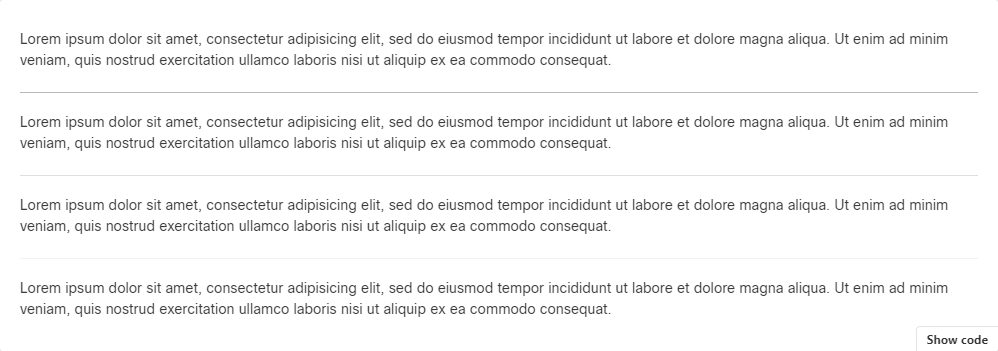 Lorem ipsum dolor sit amet, consectetur adipisicing elit, sed do eiusmod tempor incididunt ut labore et dolore magna aliqua. Ut enim ad minim
veniam, quis nostrud exercitation ullamco laboris nisi ut aliquip ex ea commodo consequat.
Lorem ipsum dolor sit amet, consectetur adipisicing elit, sed do eiusmod tempor incididunt ut labore et dolore magna aliqua. Ut enim ad minim
veniam, quis nostrud exercitation ullamco laboris nisi ut aliquip ex ea commodo consequat.
Lorem ipsum dolor sit amet, consectetur adipisicing elit, sed do eiusmod tempor incididunt ut labore et dolore magna aliqua. Ut enim ad minim
veniam, quis nostrud exercitation ullamco laboris nisi ut aliquip ex ea commodo consequat.
Lorem ipsum dolor sit amet, consectetur adipisicing elit, sed do eiusmod tempor incididunt ut labore et dolore magna aliqua. Ut enim ad minim
veniam, quis nostrud exercitation ullamco laboris nisi ut aliquip ex ea commodo consequat.
Show code